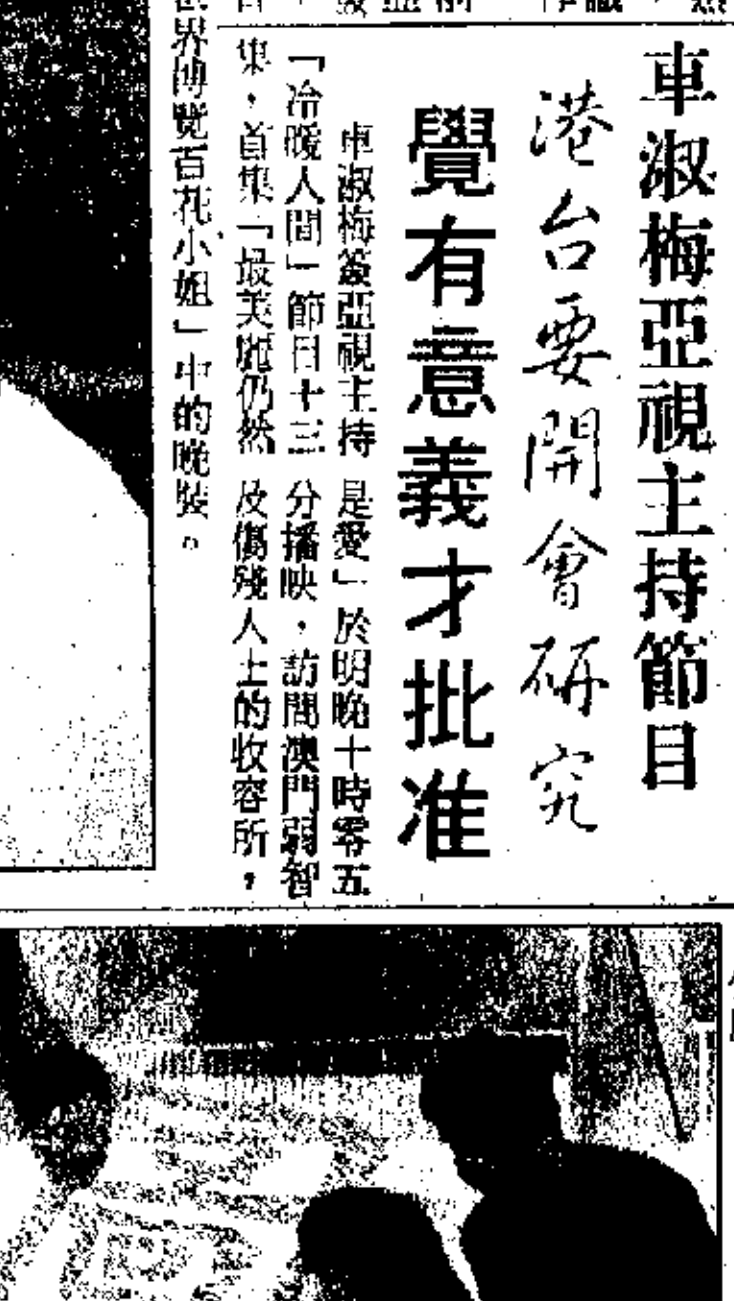 車淑梅亞視主持節目
港台要開會研究
覺有意義才批准
車淑梅簽亞視主持
「冷暖人間」節目十三
集,首集「最美麗仍然
是愛」於明晚十時零五
分播映,訪問澳門弱智
及傷殘人士的收容所,
世界博覽百花小姐」中的晚裝。